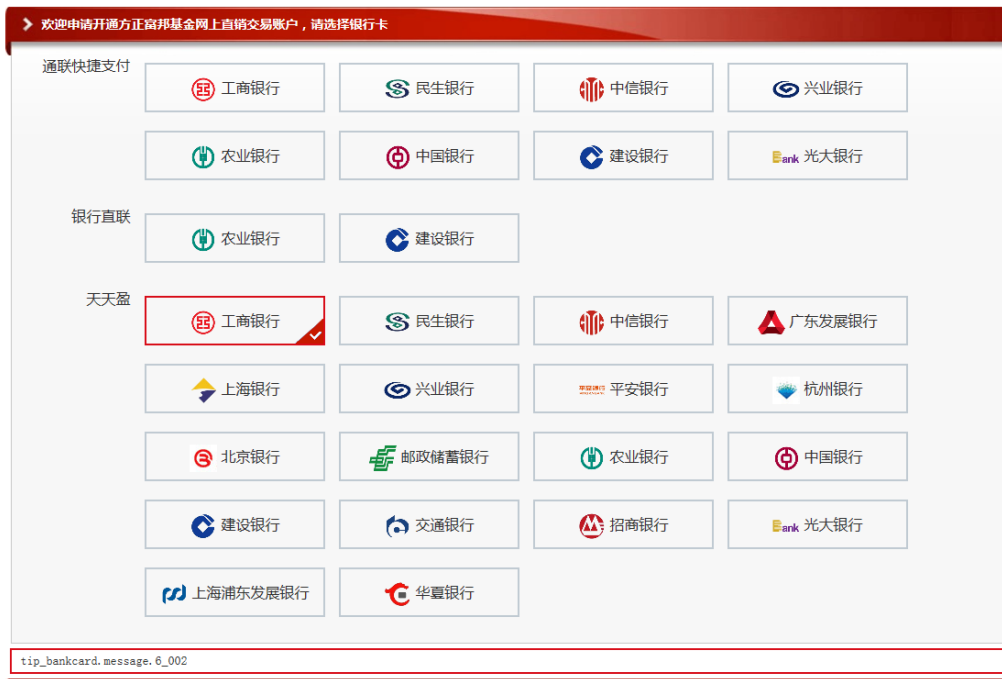 欢迎申请开通方正富邦基金网上直销交易账户，请选择银行卡
通联快捷支付
工商银行 民生银行 中信银行 兴业银行
农业银行 中国银行 建设银行 Bank 光大银行
银行直联
农业银行 建设银行
天天盈
工商银行 民生银行 中信银行 广东发展银行
上海银行 兴业银行 平安银行 杭州银行
北京银行 邮政储蓄银行 农业银行 中国银行
建设银行 交通银行 招商银行 Bank 光大银行
上海浦东发展银行 华夏银行
tip_bankcard.message.6_002